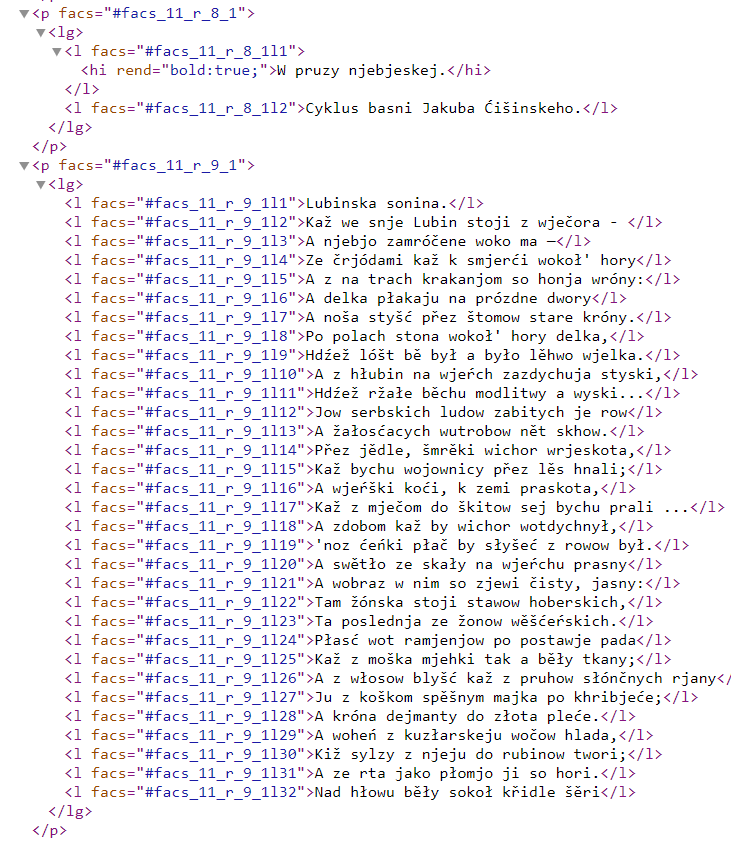 ▼<p facs="#facs_11_r_8_1">
▼<lg>
▼<l facs="#facs_11_r_8_1l1">
<hi rend="bold:true;">W pruzy njebjeskej.</hi>
</l>
<l facs="#facs_11_r_8_1l2">Cyklus basni Jakuba Ćišinskeho.</l>
</lg>
</p>
▼<p facs="#facs_11_r_9_1">
▼<lg>
<l facs="#facs_11_r_9_1l1">Lubinska sonina.</l>
<l facs="#facs_11_r_9_1l2">Kaž we snje Lubin stoji z wječora - </l>
<l facs="#facs_11_r_9_1l3">A njebjo zamróčene woko ma —</l>
<l facs="#facs_11_r_9_1l4">Ze črjódami kaž k smjerći wokoł' hory</l>
<l facs="#facs_11_r_9_1l5">A z na trach krakanjom so honja wróny:</l>
<l facs="#facs_11_r_9_1l6">A delka płakaju na prózdne dwory</l>
<l facs="#facs_11_r_9_1l7">A noša styšć přez štomow stare króny.</l>
<l facs="#facs_11_r_9_1l8">Po polach stona wokoł' hory delka,</l>
<l facs="#facs_11_r_9_1l9">Hdźež lóšt bě był a było lěhwo wjelka.</l>
<l facs="#facs_11_r_9_1l10">A z hłubin na wjeŕch zazdychuja styski,</l>
<l facs="#facs_11_r_9_1l11">Hdźež ržałe běchu modlitwy a wyski...</l>
<l facs="#facs_11_r_9_1l12">Jow serbskich ludow zabitych je row</l>
<l facs="#facs_11_r_9_1l13">A žałosćacych wutrobow nět skhow.</l>
<l facs="#facs_11_r_9_1l14">Přez jědle, šmrěki wichor wrjeskota,</l>
<l facs="#facs_11_r_9_1l15">Kaž bychu wojownicy přez lěs hnali;</l>
<l facs="#facs_11_r_9_1l16">A wjeŕški koći, k zemi praskota,</l>
<l facs="#facs_11_r_9_1l17">Kaž z mječom do škitow sej bychu prali ...</l>
<l facs="#facs_11_r_9_1l18">A zdobom kaž by wichor wotdychnył,</l>
<l facs="#facs_11_r_9_1l19">'noz ćeńki płač by słyšeć z rowow był.</l>
<l facs="#facs_11_r_9_1l20">A swětło ze skały na wjeŕchu prasny</l>
<l facs="#facs_11_r_9_1l21">A wobraz w nim so zjewi čisty, jasny:</l>
<l facs="#facs_11_r_9_1l22">Tam žónska stoji stawow hoberskich,</l>
<l facs="#facs_11_r_9_1l23">Ta poslednja ze žonow wěšćeńskich.</l>
<l facs="#facs_11_r_9_1l24">Płasć wot ramjenjow po postawje pada</l>
<l facs="#facs_11_r_9_1l25">Kaž z moška mjehki tak a běły tkany;</l>
<l facs="#facs_11_r_9_1l26">A z włosow błyšć kaž z pruhow słónčnych rjany</
<l facs="#facs_11_r_9_1l27">Ju z koškom spěšnym majka po khribjeće;</l>
<l facs="#facs_11_r_9_1l28">A króna dejmanty do złota pleće.</l>
<l facs="#facs_11_r_9_1l29">A woheń z kuzłarskeju wočow hlada,</l>
<l facs="#facs_11_r_9_1l30">Kiž sylzy z njeju do rubinow twori;</l>
<l facs="#facs_11_r_9_1l31">A ze rta jako płomjo ji so hori.</l>
<l facs="#facs_11_r_9_1l32">Nad hłowu běły sokoł křidle šěri</l>
</lg>
</p>